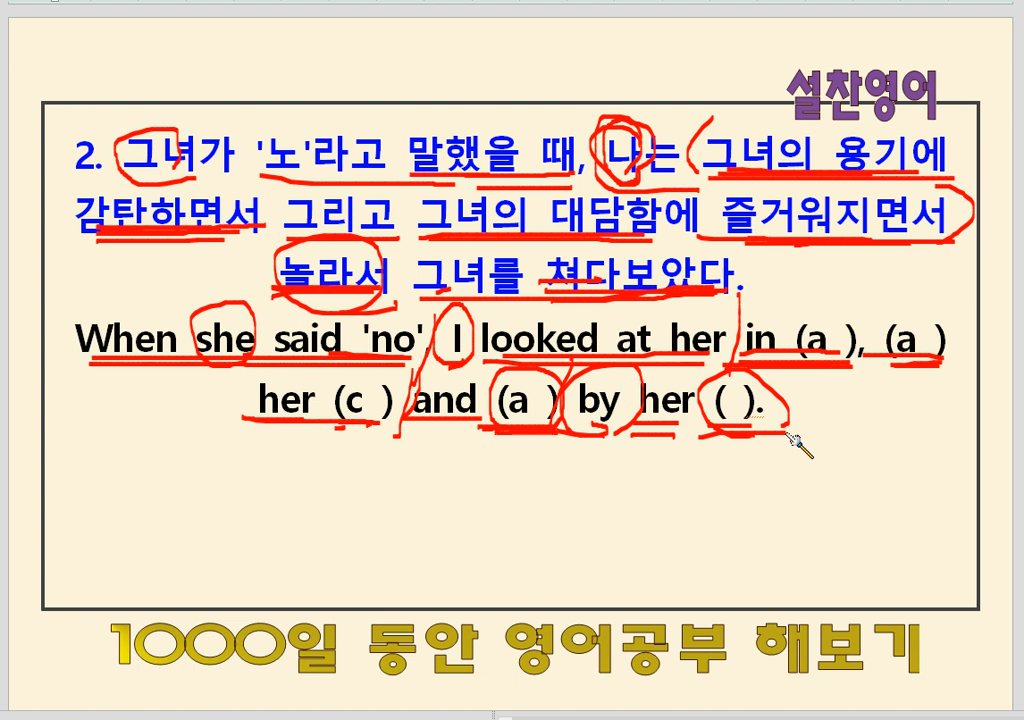 설찬영어
2. 그녀가 '노'라고 말했을 때, 나는 그녀의 용기에
감탄하면서 그리고 그녀의 대담함에 즐거워지면서
놀라서 그녀를 쳐다보았다.
When she said 'no', I looked at her in (a ), (a )
her (c ) and (a ) by her ( ).
1000일 동안 영어공부 해보기